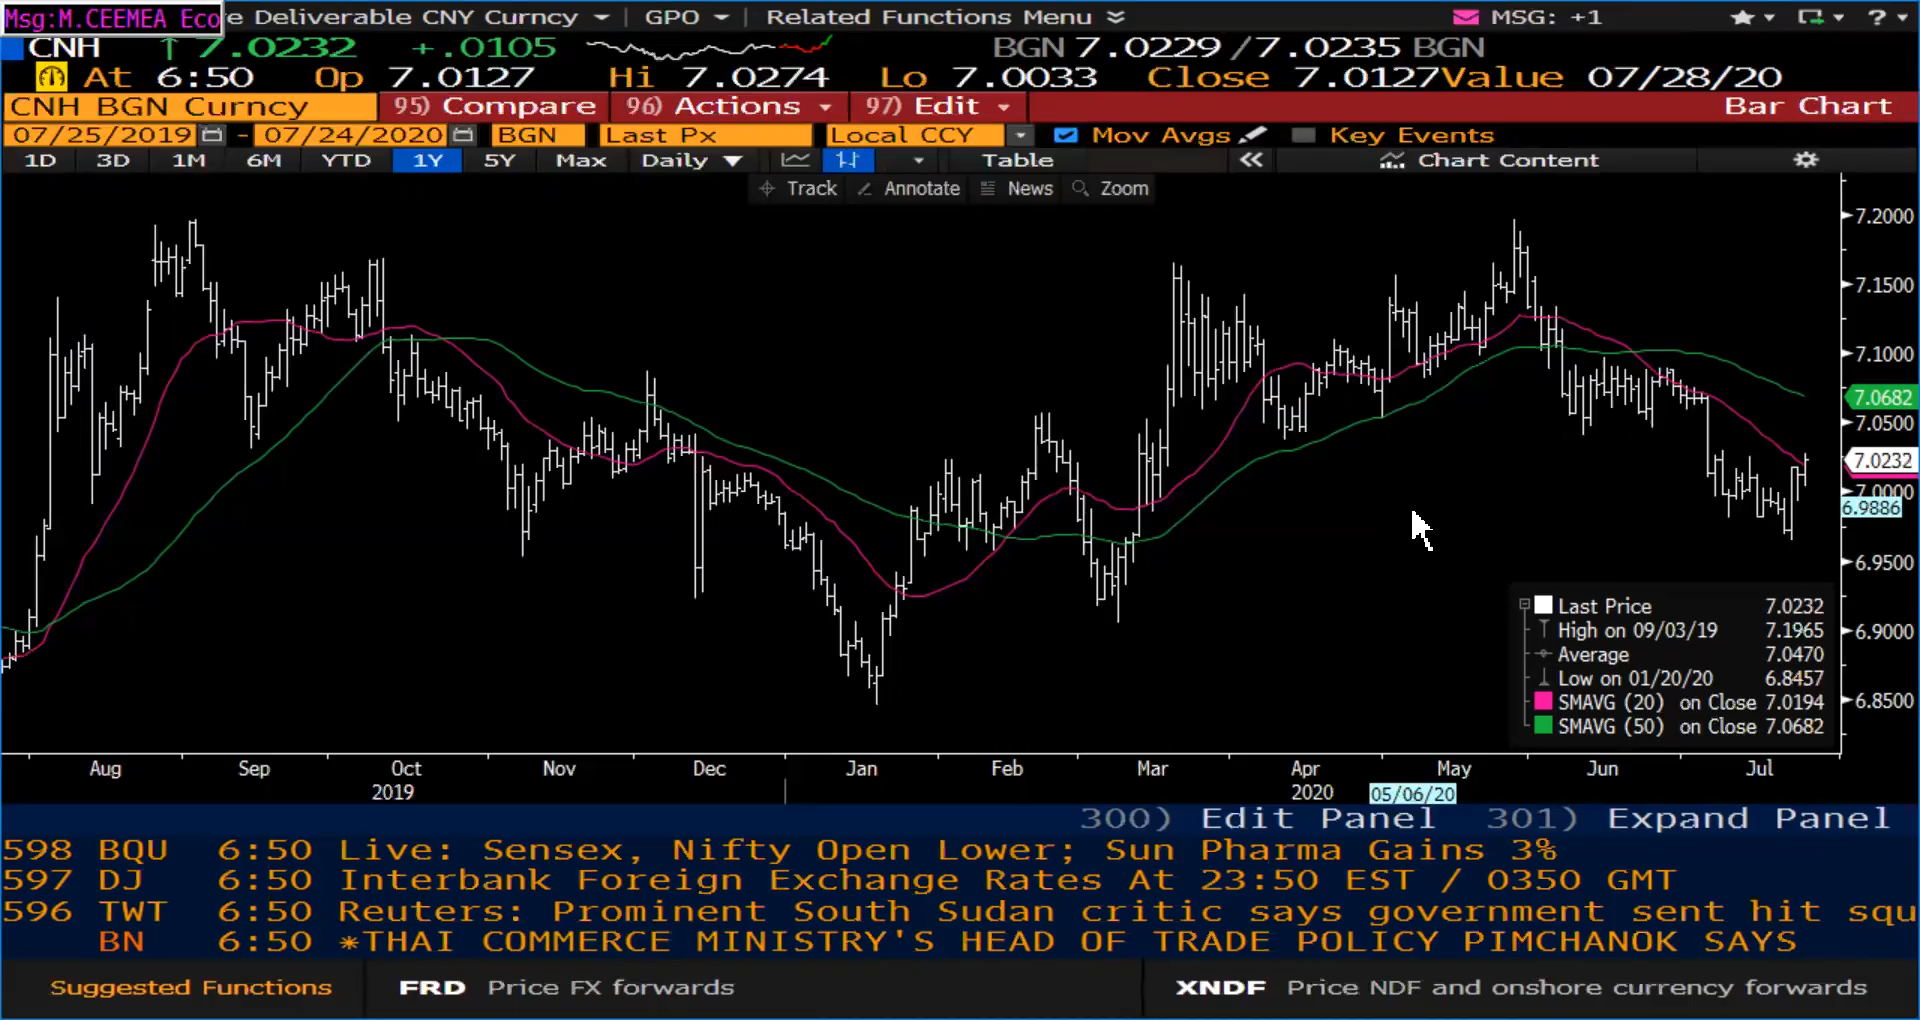 Msg:M.CEEMEA Eco e Deliverable CNY Curncy GPO Related Functions Menu MSG: +1 ?
CNH ↑ 7.0232 +.0105 BGN 7.0229 /7.0235 BGN
At 6:50 Op 7.0127 Hi 7.0274 Lo 7.0033 Close 7.0127 Value 07/28/20
CNH BGN Curncy 95) Compare 96) Actions 97) Edit Bar Chart
07/25/2019 - 07/24/2020 BGN Last Px Local CCY Mov Avgs Key Events
1D 3D 1M 6M YTD 1Y 5Y Max Daily Table « Chart Content
Track Annotate News Zoom
7.2000
7.1500
7.1000
7.0682
7.0500
7.0232
7.0000
6.9886
6.9500
6.9000
6.8500
Last Price 7.0232
High on 09/03/19 7.1965
Average 7.0470
Low on 01/20/20 6.8457
SMAVG (20) on Close 7.0194
SMAVG (50) on Close 7.0682
Aug Sep Oct Nov Dec Jan Feb Mar Apr May Jun Jul
2019 2020 05/06/20
300) Edit Panel 301) Expand Panel
598 BQU 6:50 Live: Sensex, Nifty Open Lower; Sun Pharma Gains 3%
597 DJ 6:50 Interbank Foreign Exchange Rates At 23:50 EST / 0350 GMT
596 TWT 6:50 Reuters: Prominent South Sudan critic says government sent hit squ
BN 6:50 *THAI COMMERCE MINISTRY'S HEAD OF TRADE POLICY PIMCHANOK SAYS
Suggested Functions FRD Price FX forwards XNDF Price NDF and onshore currency forwards